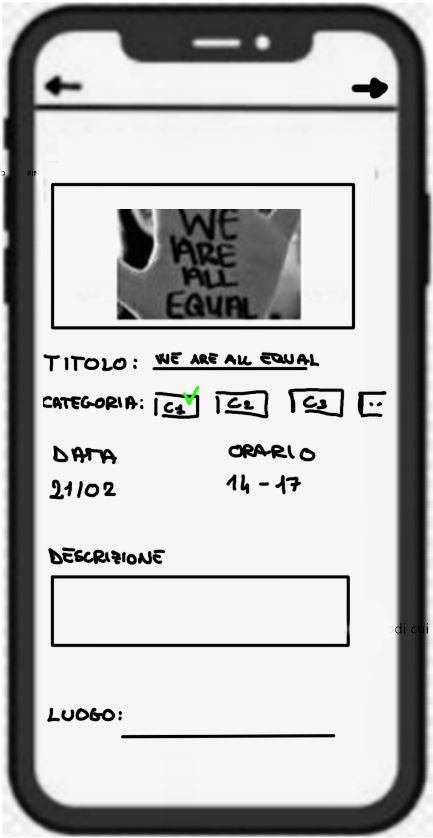 FIN
WE
ARE
ALL
EQUAL
TITOLO: WE ARE ALL EQUAL
CATEGORIA: C1 C2 C3 ..
DATA ORARIO
21/02 14-17
DESCRIZIONE
di cui
LUOGO: